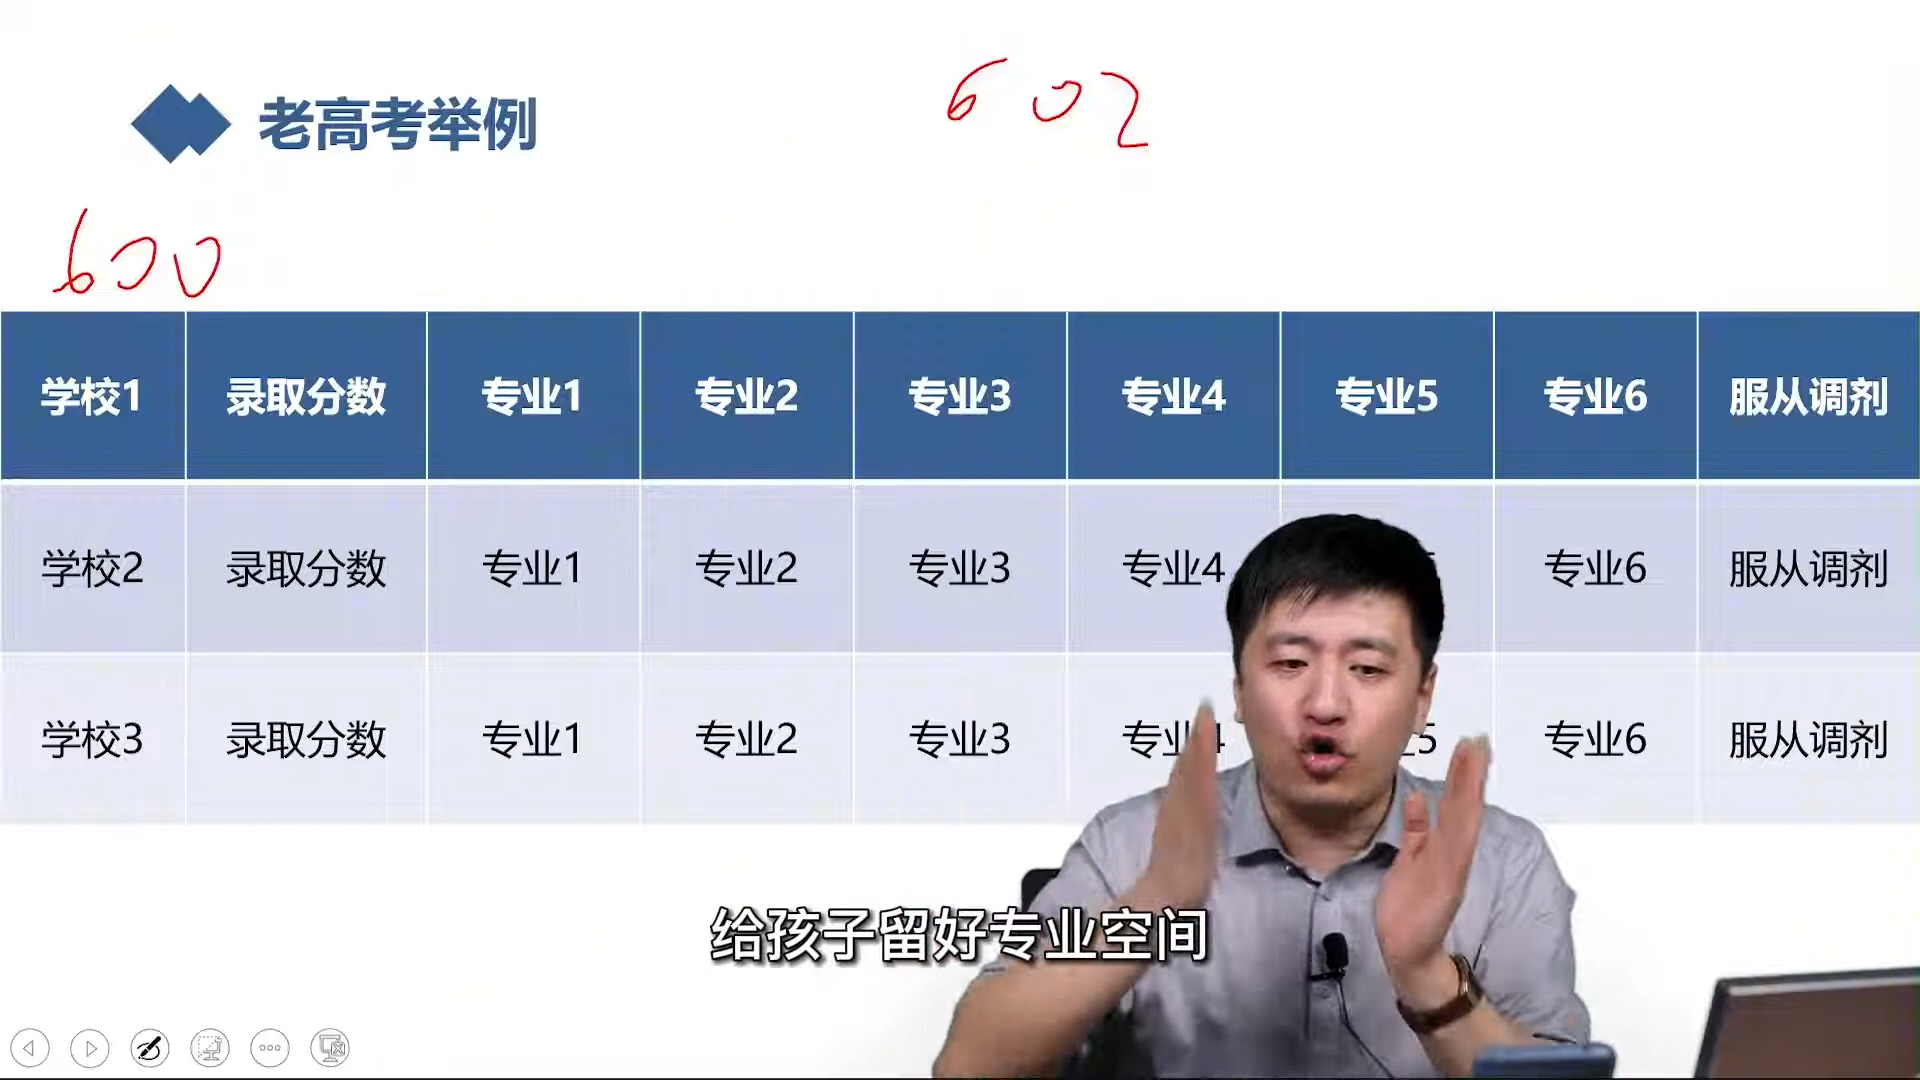 602
老高考举例
600
学校1 录取分数 专业1 专业2 专业3 专业4 专业5 专业6 服从调剂
学校2 录取分数 专业1 专业2 专业3 专业4 专业6 服从调剂
学校3 录取分数 专业1 专业2 专业3 专业4 5 专业6 服从调剂
给孩子留好专业空间